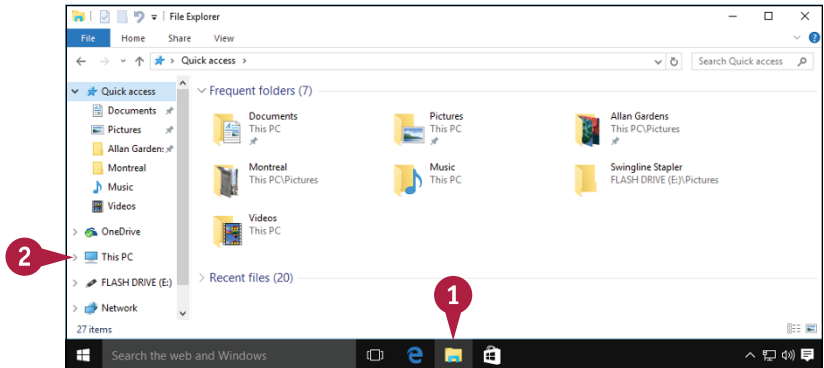 File Explorer
File Home Share View
Quick access
Search Quick access
Quick access
Documents
Pictures
Allan Gardens
Montreal
Music
Videos
OneDrive
This PC
FLASH DRIVE (E:)
Network
Frequent folders (7)
Documents
This PC
Pictures
This PC
Allan Gardens
This PC\Pictures
Montreal
This PC\Pictures
Music
This PC
Swingline Stapler
FLASH DRIVE (E:)\Pictures
Videos
This PC
Recent files (20)
2
1
27 items
Search the web and Windows